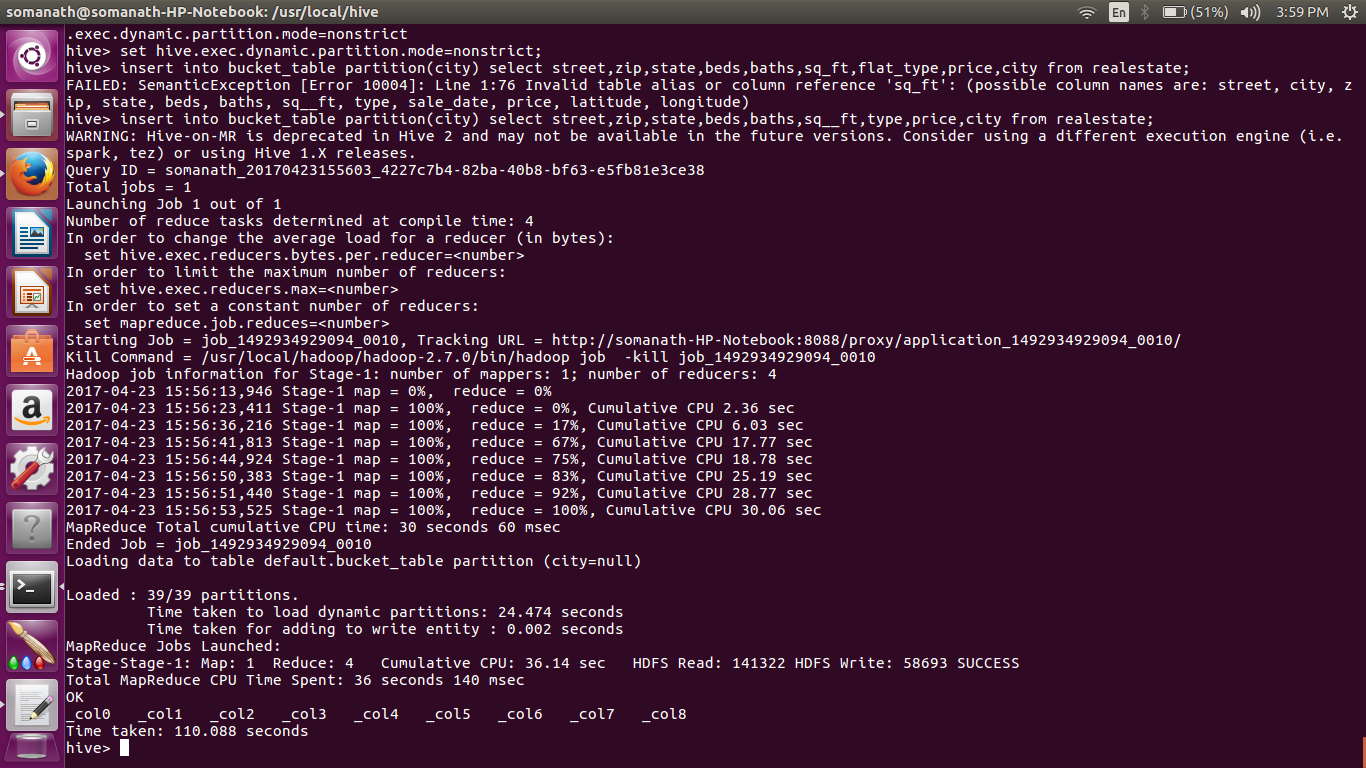 somanath@somanath-HP-Notebook: /usr/local/hive
En
(51%)
3:59 PM
.exec.dynamic.partition.mode=nonstrict
hive> set hive.exec.dynamic.partition.mode=nonstrict;
hive> insert into bucket_table partition(city) select street,zip,state,beds,baths,sq_ft,flat_type,price,city from realestate;
FAILED: SemanticException [Error 10004]: Line 1:76 Invalid table alias or column reference 'sq_ft': (possible column names are: street, city, z
ip, state, beds, baths, sq__ft, type, sale_date, price, latitude, longitude)
hive> insert into bucket_table partition(city) select street,zip,state,beds,baths,sq__ft,type,price,city from realestate;
WARNING: Hive-on-MR is deprecated in Hive 2 and may not be available in the future versions. Consider using a different execution engine (i.e.
spark, tez) or using Hive 1.X releases.
Query ID = somanath_20170423155603_4227c7b4-82ba-40b8-bf63-e5fb81e3ce38
Total jobs = 1
Launching Job 1 out of 1
Number of reduce tasks determined at compile time: 4
In order to change the average load for a reducer (in bytes):
  set hive.exec.reducers.bytes.per.reducer=<number>
In order to limit the maximum number of reducers:
  set hive.exec.reducers.max=<number>
In order to set a constant number of reducers:
  set mapreduce.job.reduces=<number>
Starting Job = job_1492934929094_0010, Tracking URL = http://somanath-HP-Notebook:8088/proxy/application_1492934929094_0010/
Kill Command = /usr/local/hadoop/hadoop-2.7.0/bin/hadoop job  -kill job_1492934929094_0010
Hadoop job information for Stage-1: number of mappers: 1; number of reducers: 4
2017-04-23 15:56:13,946 Stage-1 map = 0%,  reduce = 0%
2017-04-23 15:56:23,411 Stage-1 map = 100%,  reduce = 0%, Cumulative CPU 2.36 sec
2017-04-23 15:56:36,216 Stage-1 map = 100%,  reduce = 17%, Cumulative CPU 6.03 sec
2017-04-23 15:56:41,813 Stage-1 map = 100%,  reduce = 67%, Cumulative CPU 17.77 sec
2017-04-23 15:56:44,924 Stage-1 map = 100%,  reduce = 75%, Cumulative CPU 18.78 sec
2017-04-23 15:56:50,383 Stage-1 map = 100%,  reduce = 83%, Cumulative CPU 25.19 sec
2017-04-23 15:56:51,440 Stage-1 map = 100%,  reduce = 92%, Cumulative CPU 28.77 sec
2017-04-23 15:56:53,525 Stage-1 map = 100%,  reduce = 100%, Cumulative CPU 30.06 sec
MapReduce Total cumulative CPU time: 30 seconds 60 msec
Ended Job = job_1492934929094_0010
Loading data to table default.bucket_table partition (city=null)
Loaded : 39/39 partitions.
         Time taken to load dynamic partitions: 24.474 seconds
         Time taken for adding to write entity : 0.002 seconds
MapReduce Jobs Launched:
Stage-Stage-1: Map: 1  Reduce: 4   Cumulative CPU: 36.14 sec   HDFS Read: 141322 HDFS Write: 58693 SUCCESS
Total MapReduce CPU Time Spent: 36 seconds 140 msec
OK
_col0   _col1   _col2   _col3   _col4   _col5   _col6   _col7   _col8
Time taken: 110.088 seconds
hive>